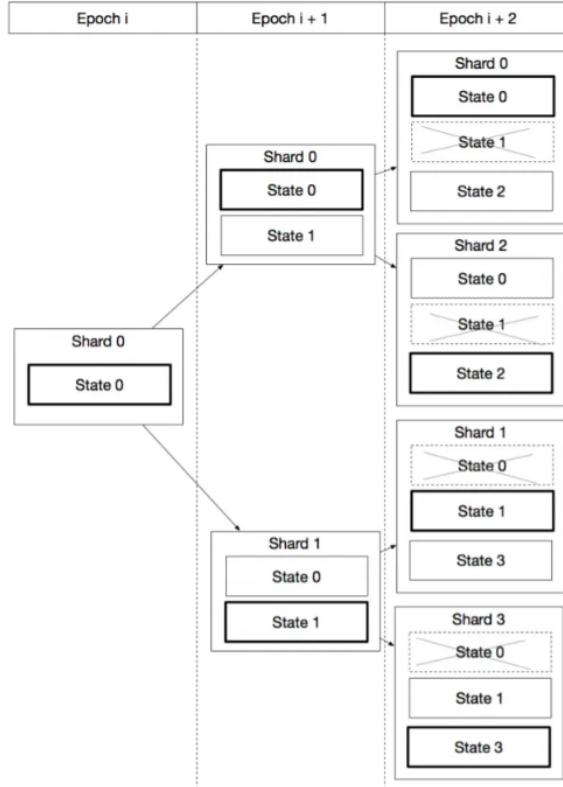 Epoch i
Epoch i + 1
Epoch i + 2
Shard 0
State 0
Shard 0
State 0
State 1
Shard 1
State 0
State 1
Shard 0
State 0
State 1
State 2
Shard 2
State 0
State 1
State 2
Shard 1
State 0
State 1
State 3
Shard 3
State 0
State 1
State 3